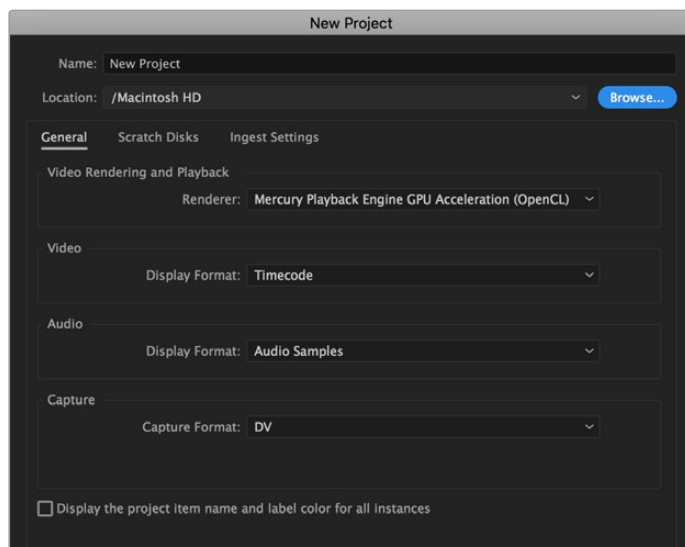 New Project
Name: New Project
Location: /Macintosh HD Browse...
General Scratch Disks Ingest Settings
Video Rendering and Playback
Renderer: Mercury Playback Engine GPU Acceleration (OpenCL)
Video
Display Format: Timecode
Audio
Display Format: Audio Samples
Capture
Capture Format: DV
Display the project item name and label color for all instances